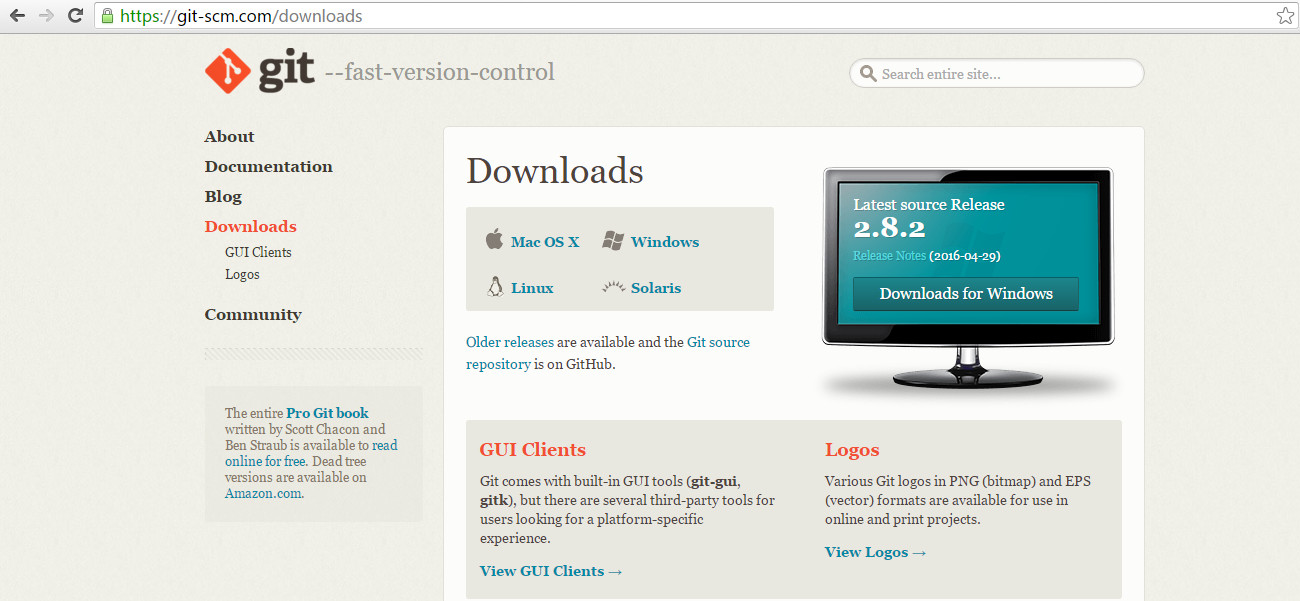 https://git-scm.com/downloads
git --fast-version-control
Search entire site...
About
Documentation
Blog
Downloads
GUI Clients
Logos
Community
The entire Pro Git book
written by Scott Chacon and
Ben Straub is available to read
online for free. Dead tree
versions are available on
Amazon.com.
Downloads
Mac OS X
Windows
Linux
Solaris
Older releases are available and the Git source
repository is on GitHub.
Latest source Release
2.8.2
Release Notes (2016-04-29)
Downloads for Windows
GUI Clients
Git comes with built-in GUI tools (git-gui,
gitk), but there are several third-party tools for
users looking for a platform-specific
experience.
View GUI Clients →
Logos
Various Git logos in PNG (bitmap) and EPS
(vector) formats are available for use in
online and print projects.
View Logos →